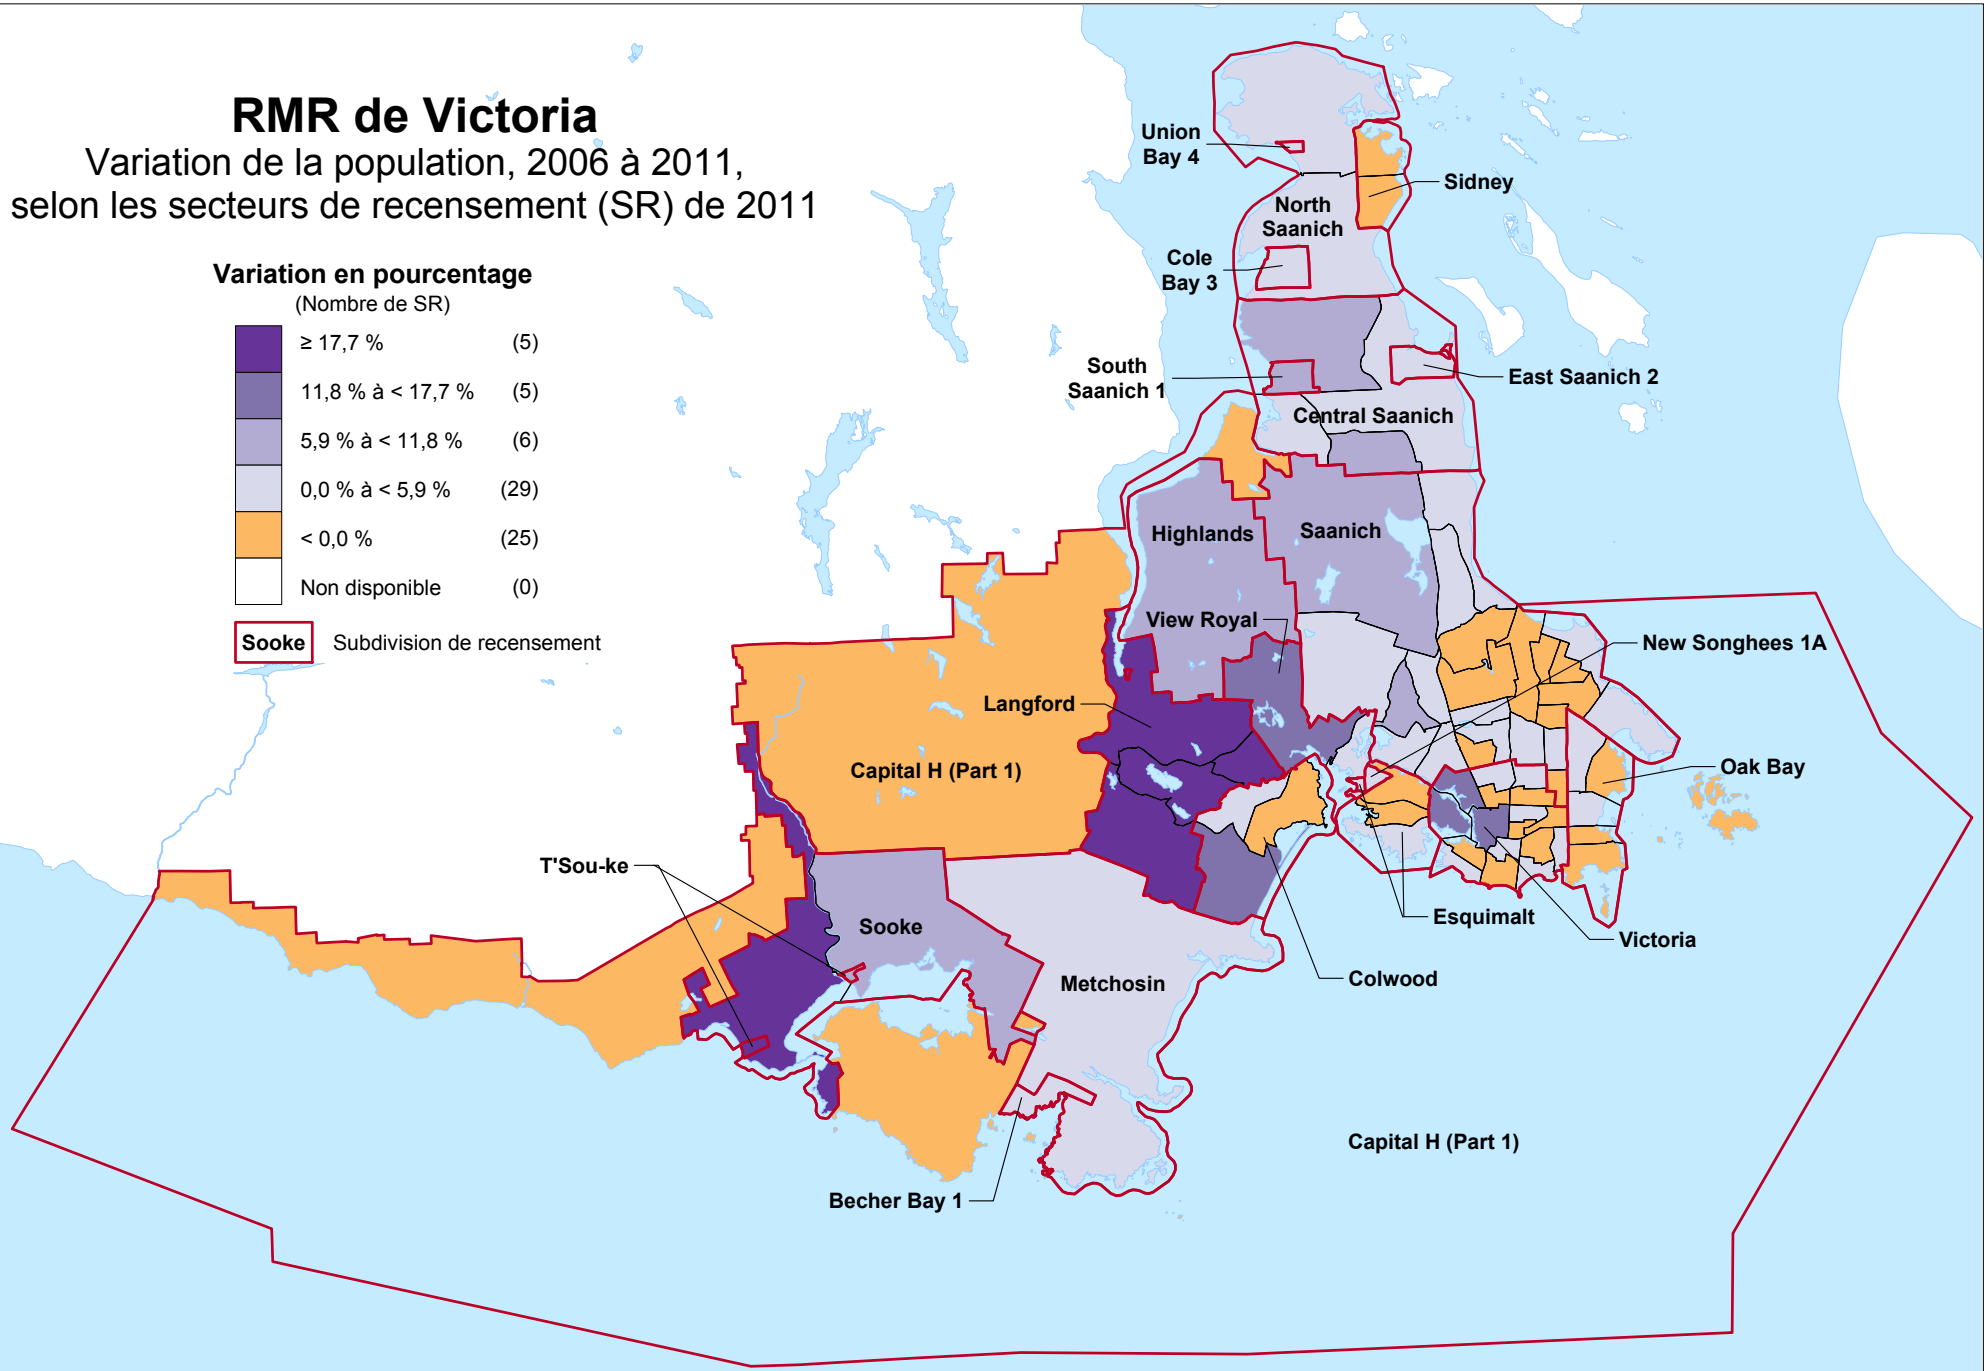 RMR de Victoria
Variation de la population, 2006 à 2011,
selon les secteurs de recensement (SR) de 2011
Variation en pourcentage
(Nombre de SR)
≥ 17,7 % (5)
11,8 % à < 17,7 % (5)
5,9 % à < 11,8 % (6)
0,0 % à < 5,9 % (29)
< 0,0 % (25)
Non disponible (0)
Sooke Subdivision de recensement
Union
Bay 4
Sidney
North
Saanich
Cole
Bay 3
South
Saanich 1
East Saanich 2
Central Saanich
Highlands
Saanich
View Royal
New Songhees 1A
Langford
Capital H (Part 1)
Oak Bay
T'Sou-ke
Sooke
Esquimalt
Victoria
Metchosin
Colwood
Capital H (Part 1)
Becher Bay 1